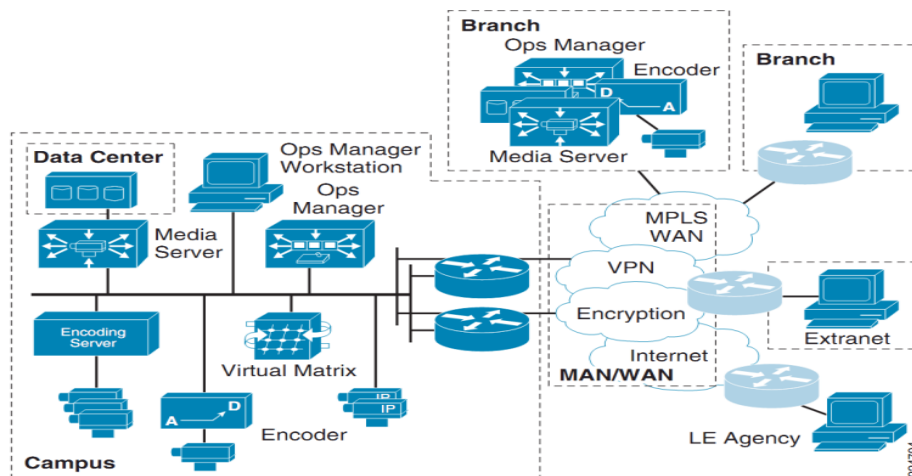 Branch
Ops Manager
Encoder
D
A
Media Server
Branch
Data Center
Ops Manager
Workstation
Ops
Manager
Media
Server
MPLS
WAN
VPN
Encryption
Internet
MAN/WAN
Extranet
LE Agency
Encoding
Server
Virtual Matrix
IP
IP
A
D
Encoder
Campus